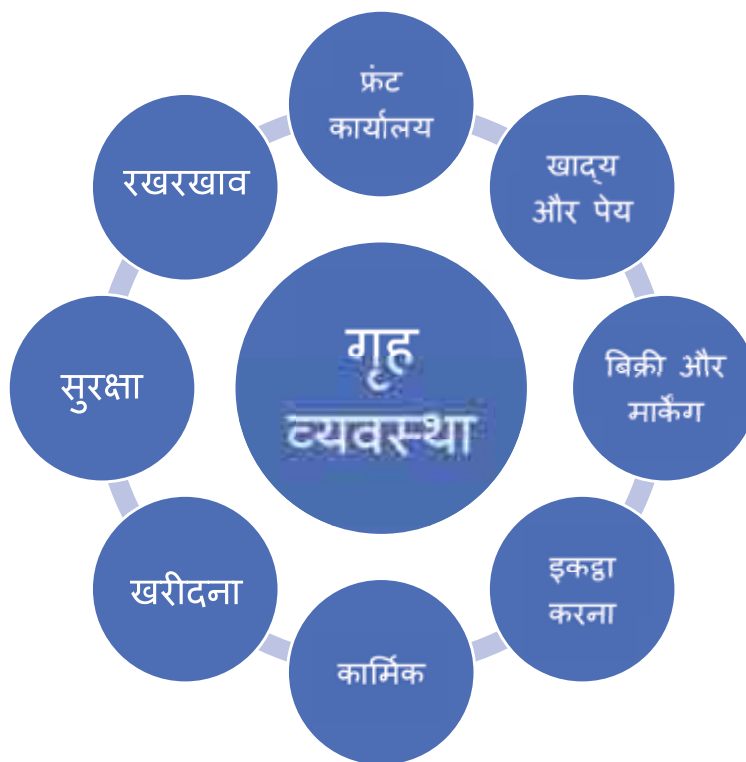 फ्रंट
कार्यालय
खाद्य
और पेय
बिक्री और
मार्केंग
इकट्ठा
करना
कार्मिक
खरीदना
सुरक्षा
रखरखाव
गृह
व्यवस्था